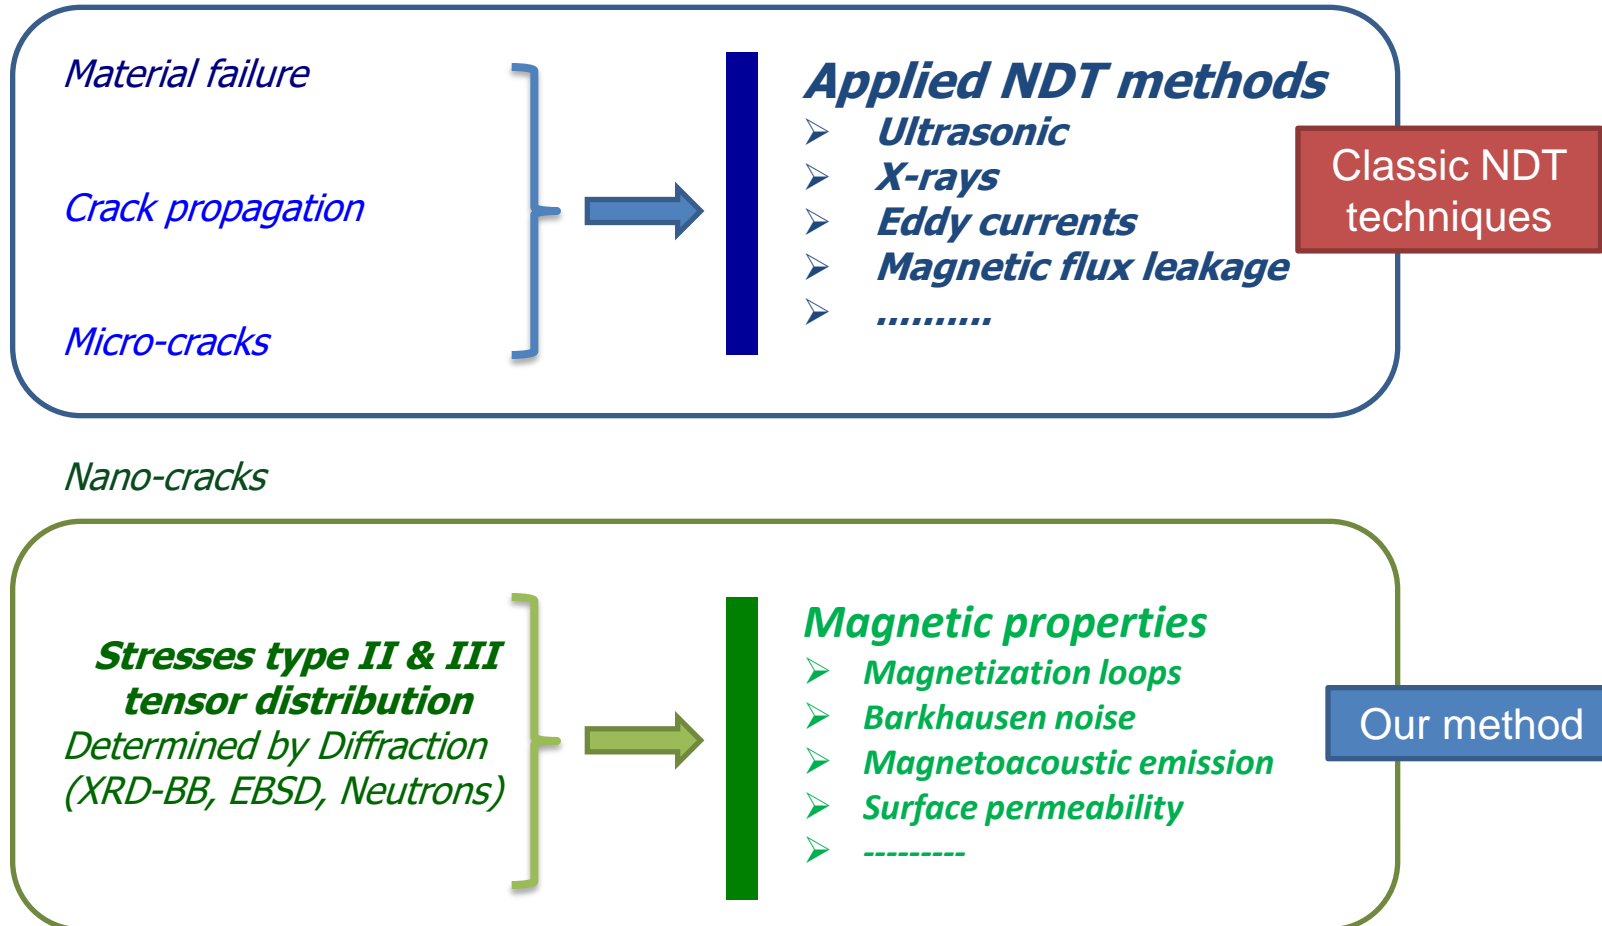 Material failure
Crack propagation
Micro-cracks
Applied NDT methods
➢ Ultrasonic
➢ X-rays
➢ Eddy currents
➢ Magnetic flux leakage
➢ ..........
Classic NDT
techniques
Nano-cracks
Stresses type II & III
tensor distribution
Determined by Diffraction
(XRD-BB, EBSD, Neutrons)
Magnetic properties
➢ Magnetization loops
➢ Barkhausen noise
➢ Magnetoacoustic emission
➢ Surface permeability
➢ ---------
Our method